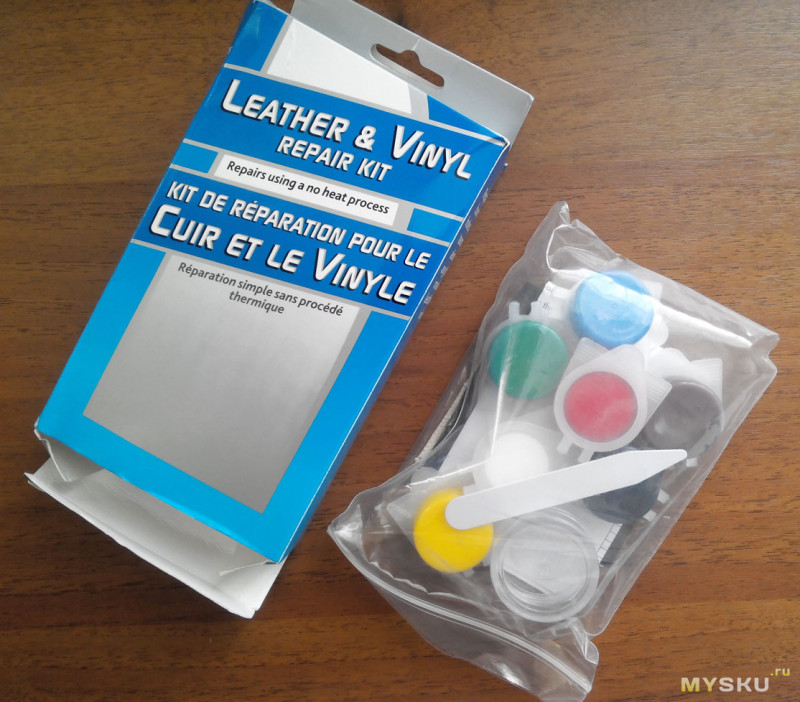 LEATHER & VINYL
REPAIR KIT
Repairs using a no heat process
KIT DE RÉPARATION POUR LE
CUIR ET LE VINYLE
Réparation simple sans procédé
thermique
MYSKU.ru